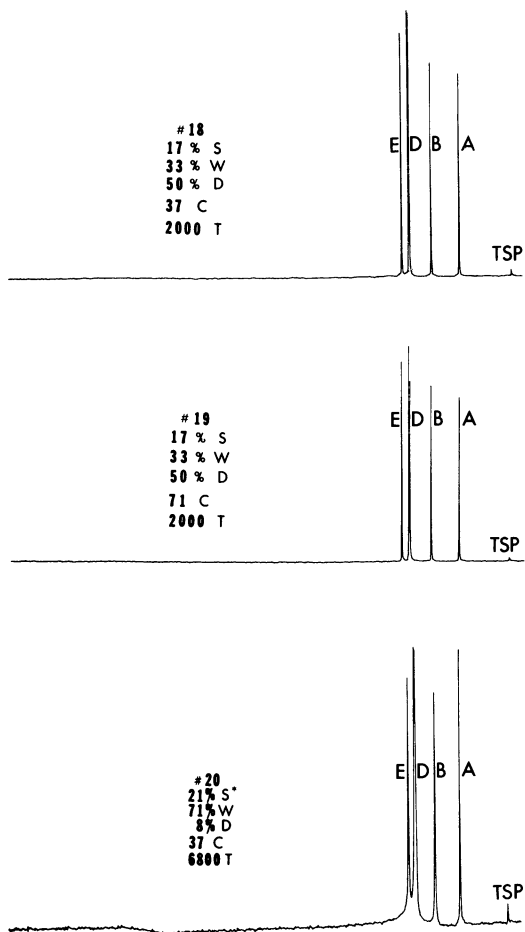 # 18
17 % S
33 % W
50 % D
37 C
2000 T
E D B A
TSP
# 19
17 % S
33 % W
50 % D
71 C
2000 T
E D B A
TSP
# 20
21% S*
71% W
8% D
37 C
6800 T
E D B A
TSP